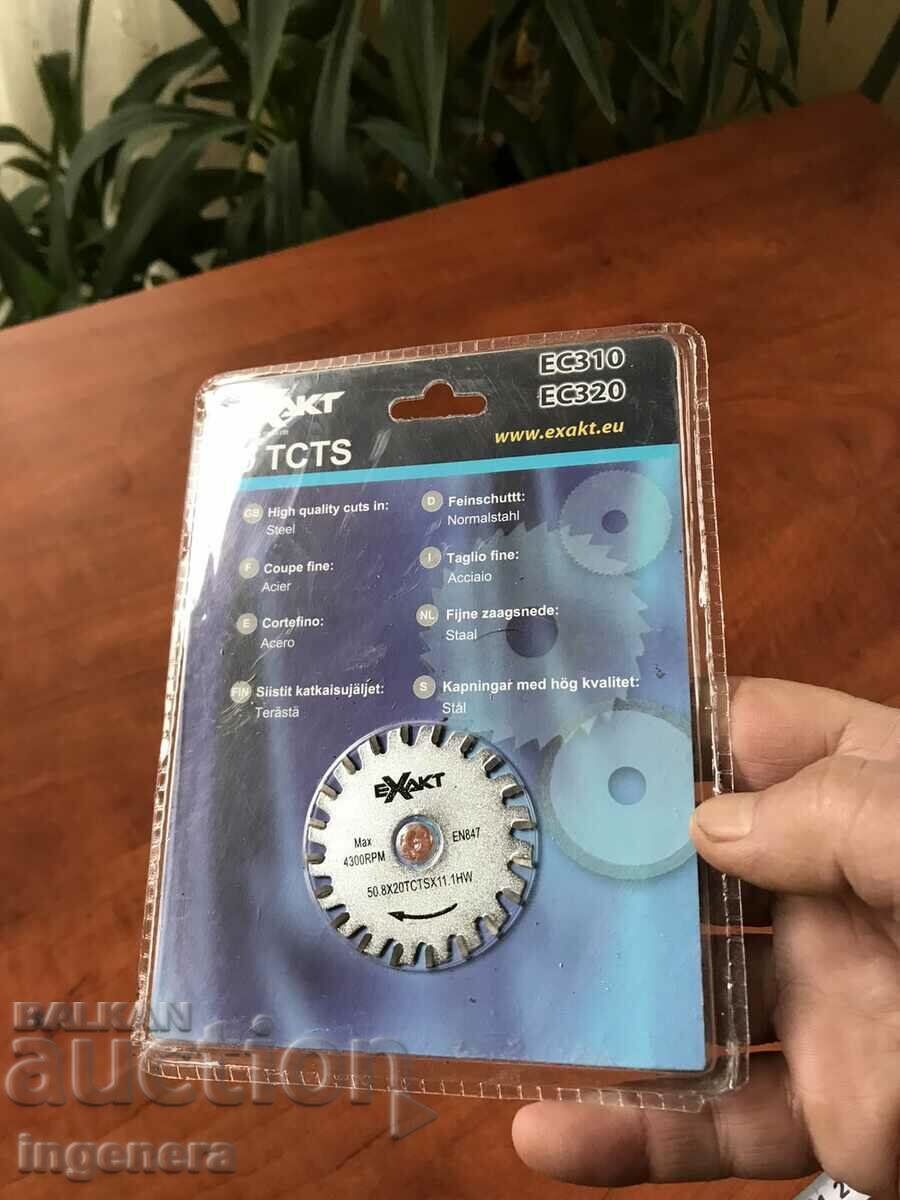 EXAKT
EC310
EC320
www.exakt.eu
TCTS
GB High quality cuts in:
Steel
D Feinschuttt:
Normalstahl
F Coupe fine:
Acier
I Taglio fine:
Acciaio
E Cortefino:
Acero
NL Fijne zaagsnede:
Staal
FIN Siistit katkaisujäljet:
Terästä
S Kapningar med hög kvalitet:
Stål
EXAKT
Max
4300RPM
EN847
50.8X20TCTSX11.1HW
BALKAN
auction
ingenera
2